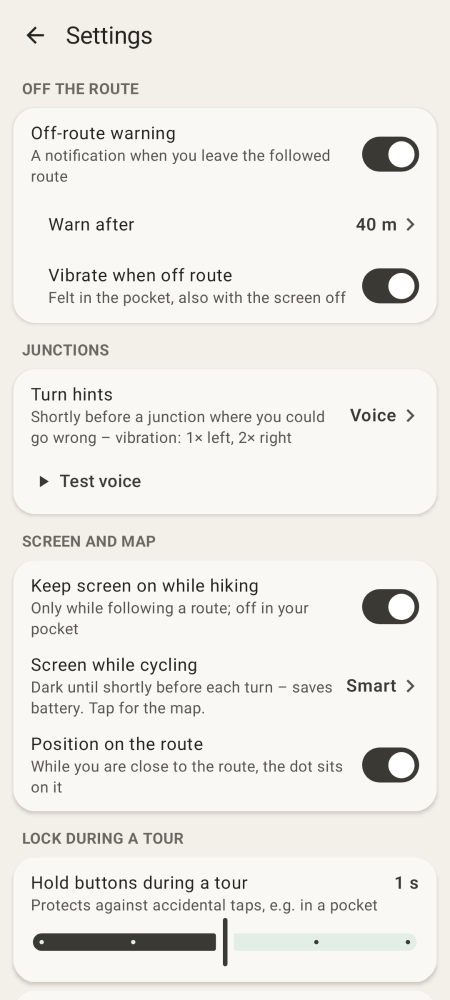 Settings
OFF THE ROUTE
Off-route warning
A notification when you leave the followed
route
Warn after
40 m
Vibrate when off route
Felt in the pocket, also with the screen off
JUNCTIONS
Turn hints
Shortly before a junction where you could
go wrong – vibration: 1× left, 2× right
Voice
Test voice
SCREEN AND MAP
Keep screen on while hiking
Only while following a route; off in your
pocket
Screen while cycling
Dark until shortly before each turn – saves
battery. Tap for the map.
Smart
Position on the route
While you are close to the route, the dot sits
on it
LOCK DURING A TOUR
Hold buttons during a tour
1 s
Protects against accidental taps, e.g. in a pocket